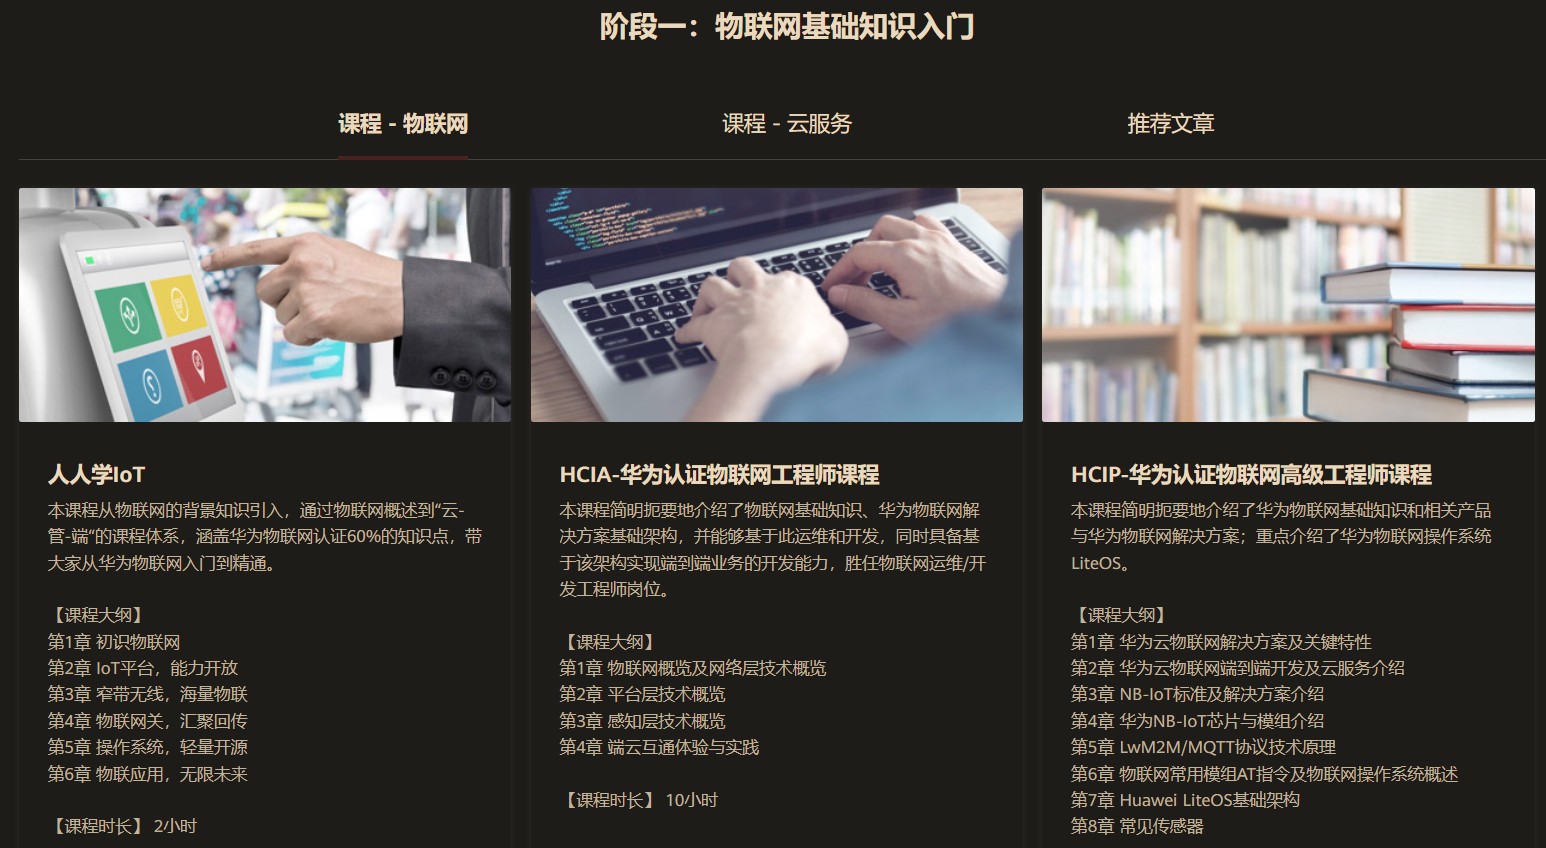 阶段一：物联网基础知识入门
课程 - 物联网
课程 - 云服务
推荐文章
人人学IoT
本课程从物联网的背景知识引入，通过物联网概述到“云-
管-端“的课程体系，涵盖华为物联网认证60%的知识点，带
大家从华为物联网入门到精通。
【课程大纲】
第1章 初识物联网
第2章 IoT平台，能力开放
第3章 窄带无线，海量物联
第4章 物联网关，汇聚回传
第5章 操作系统，轻量开源
第6章 物联应用，无限未来
【课程时长】 2小时
HCIA-华为认证物联网工程师课程
本课程简明扼要地介绍了物联网基础知识、华为物联网解
决方案基础架构，并能够基于此运维和开发，同时具备基
于该架构实现端到端业务的开发能力，胜任物联网运维/开
发工程师岗位。
【课程大纲】
第1章 物联网概览及网络层技术概览
第2章 平台层技术概览
第3章 感知层技术概览
第4章 端云互通体验与实践
【课程时长】 10小时
HCIP-华为认证物联网高级工程师课程
本课程简明扼要地介绍了华为物联网基础知识和相关产品
与华为物联网解决方案；重点介绍了华为物联网操作系统
LiteOS。
【课程大纲】
第1章 华为云物联网解决方案及关键特性
第2章 华为云物联网端到端开发及云服务介绍
第3章 NB-IoT标准及解决方案介绍
第4章 华为NB-IoT芯片与模组介绍
第5章 LwM2M/MQTT协议技术原理
第6章 物联网常用模组AT指令及物联网操作系统概述
第7章 Huawei LiteOS基础架构
第8章 常见传感器